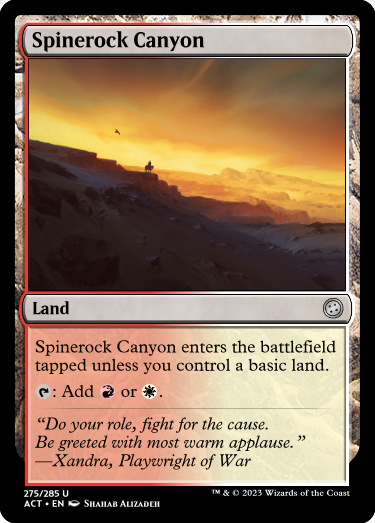 Spinerock Canyon
Land
Spinerock Canyon enters the battlefield
tapped unless you control a basic land.
: Add or .
“Do your role, fight for the cause.
Be greeted with most warm applause.”
—Xandra, Playwright of War
275/285 U
ACT • EN Shahab Alizadeh
™ & © 2023 Wizards of the Coast